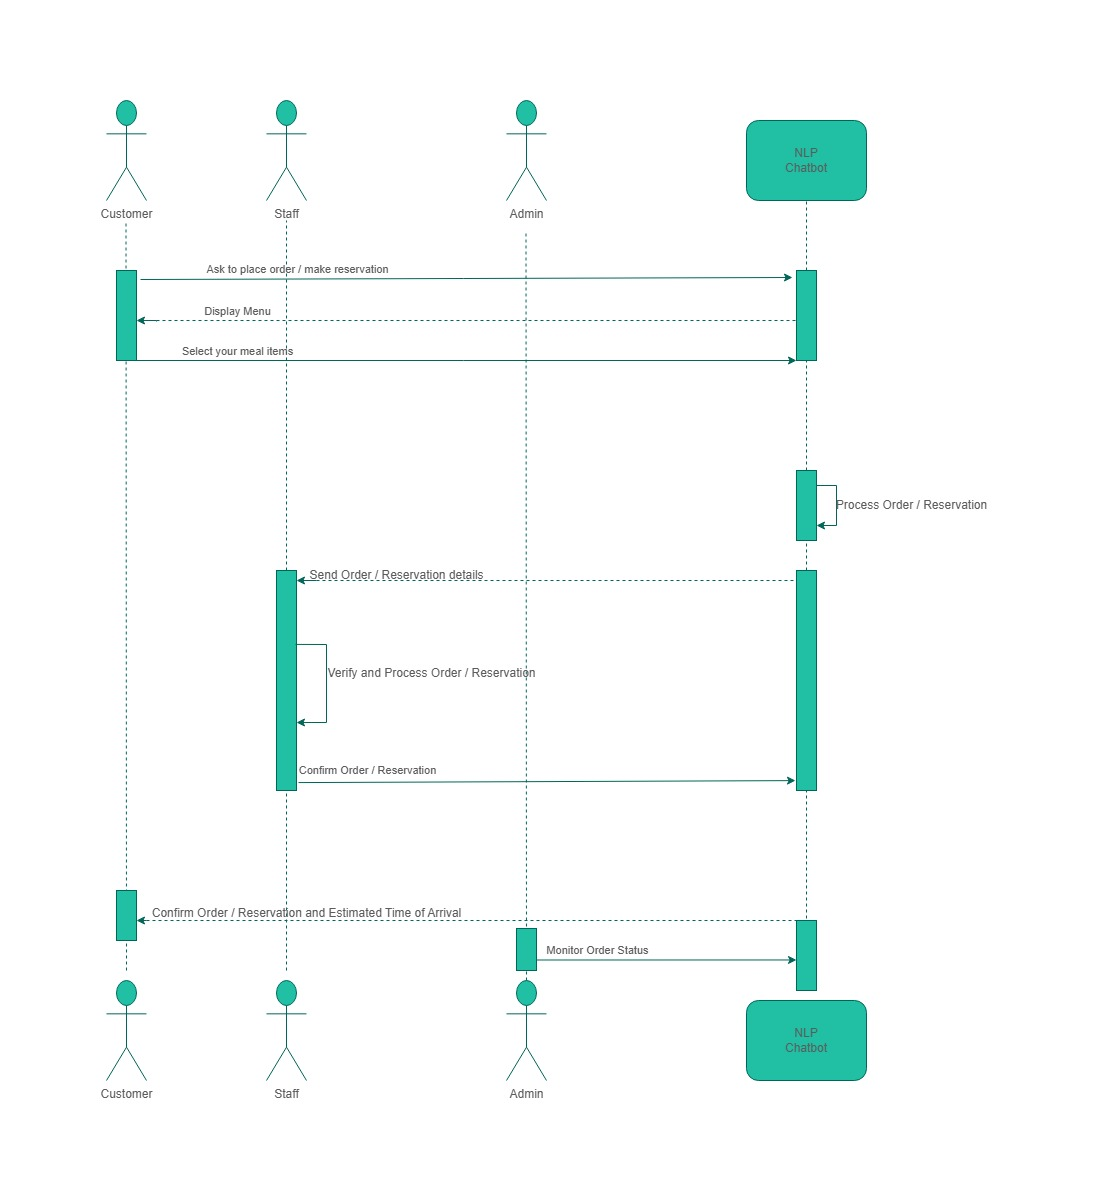 NLP
Chatbot
Customer
Staff
Admin
Ask to place order / make reservation
Display Menu
Select your meal items
Process Order / Reservation
Send Order / Reservation details
Verify and Process Order / Reservation
Confirm Order / Reservation
Confirm Order / Reservation and Estimated Time of Arrival
Monitor Order Status
NLP
Chatbot
Customer
Staff
Admin